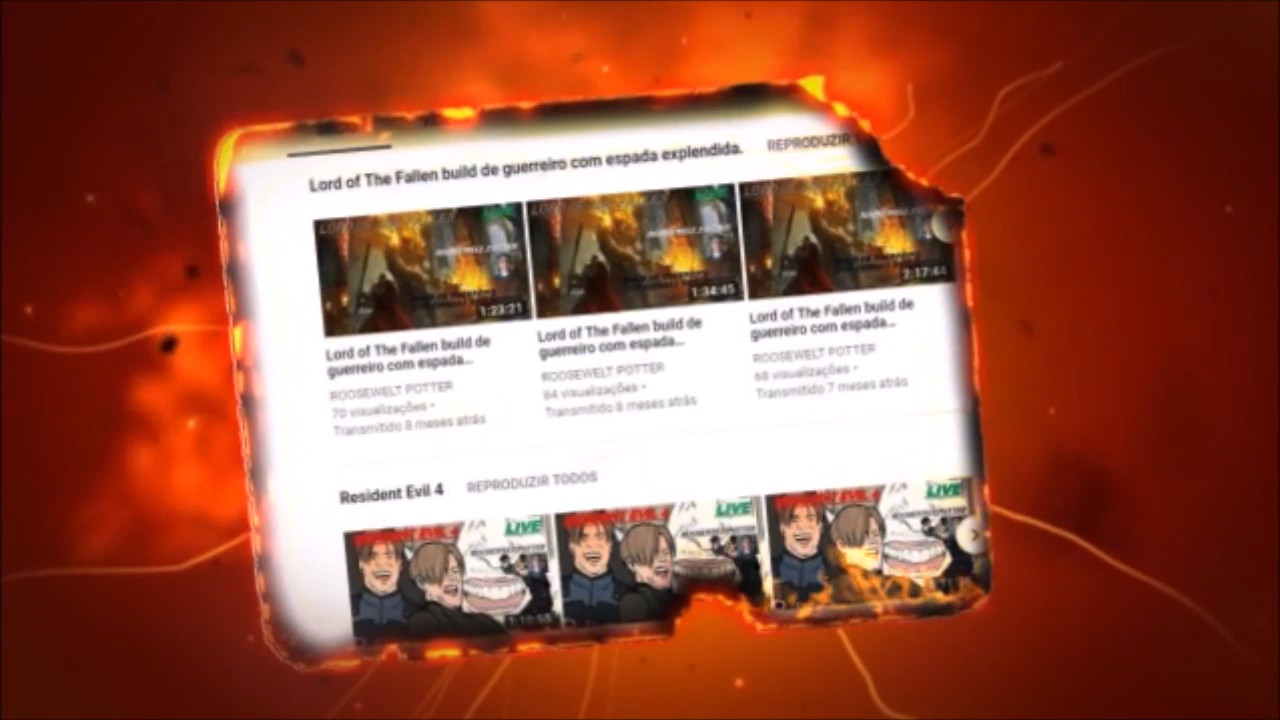 Lord of The Fallen build de guerreiro com espada explendida. REPRODUZIR
1:23:21
1:34:45
2:17:44
Lord of The Fallen build de
guerreiro com espada...
ROOSEWELT POTTER
70 visualizações •
Transmitido 8 meses atrás
Lord of The Fallen build de
guerreiro com espada...
ROOSEWELT POTTER
84 visualizações •
Transmitido 8 meses atrás
Lord of The Fallen build de
guerreiro com espada...
ROOSEWELT POTTER
68 visualizações •
Transmitido 7 meses atrás
Resident Evil 4 REPRODUZIR TODOS
LIVE
LIVE
LIVE